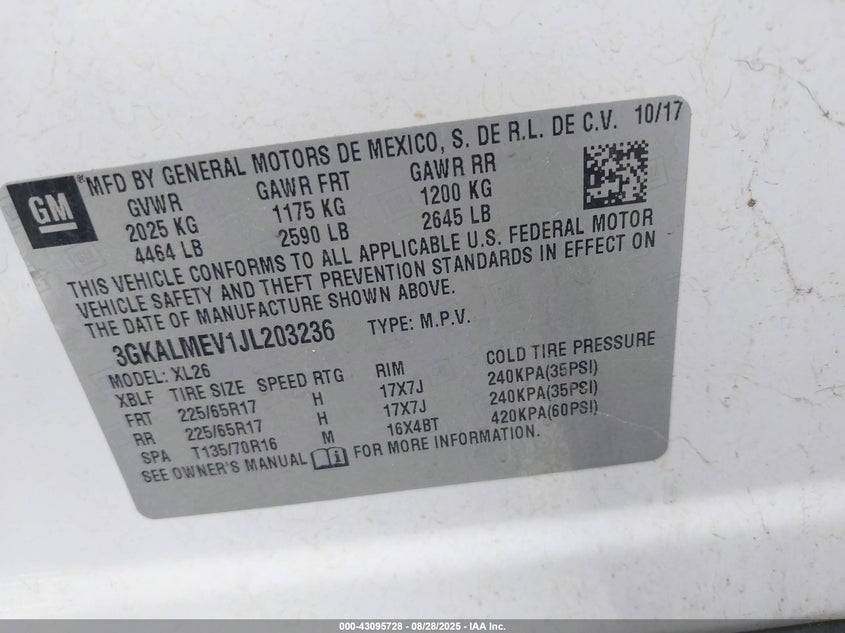 GM
® MFD BY GENERAL MOTORS DE MEXICO, S. DE R.L. DE C.V. 10/17
GVWR GAWR FRT GAWR RR
2025 KG 1175 KG 1200 KG
4464 LB 2590 LB 2645 LB
THIS VEHICLE CONFORMS TO ALL APPLICABLE U.S. FEDERAL MOTOR
VEHICLE SAFETY AND THEFT PREVENTION STANDARDS IN EFFECT ON
THE DATE OF MANUFACTURE SHOWN ABOVE.
3GKALMEV1JL203236 TYPE: M.P.V.
MODEL: XL26
XBLF TIRE SIZE SPEED RTG RIM COLD TIRE PRESSURE
FRT 225/65R17 H 17X7J 240KPA(35PSI)
RR 225/65R17 H 17X7J 240KPA(35PSI)
SPA T135/70R16 M 16X4BT 420KPA(60PSI)
SEE OWNER'S MANUAL i FOR MORE INFORMATION.
000-43095728 - 08/28/2025 - IAA Inc.